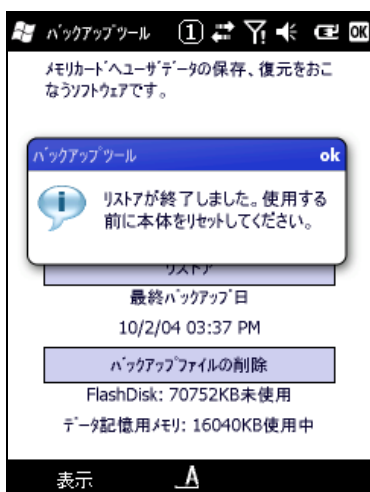 ﾊﾞｯｸｱｯﾌﾟﾂｰﾙ 1 OK
ﾒﾓﾘｶｰﾄﾞへﾕｰｻﾞﾃﾞｰﾀの保存、復元をおこ
なうｿﾌﾄｳｪｱです。
ﾊﾞｯｸｱｯﾌﾟﾂｰﾙ ok
ﾘｽﾄｱが終了しました。使用する
前に本体をﾘｾｯﾄしてください。
ﾘｽﾄｱ
最終ﾊﾞｯｸｱｯﾌﾟ日
10/2/04 03:37 PM
ﾊﾞｯｸｱｯﾌﾟﾌｧｲﾙの削除
FlashDisk: 70752KB未使用
ﾃﾞｰﾀ記憶用ﾒﾓﾘ: 16040KB使用中
表示 A